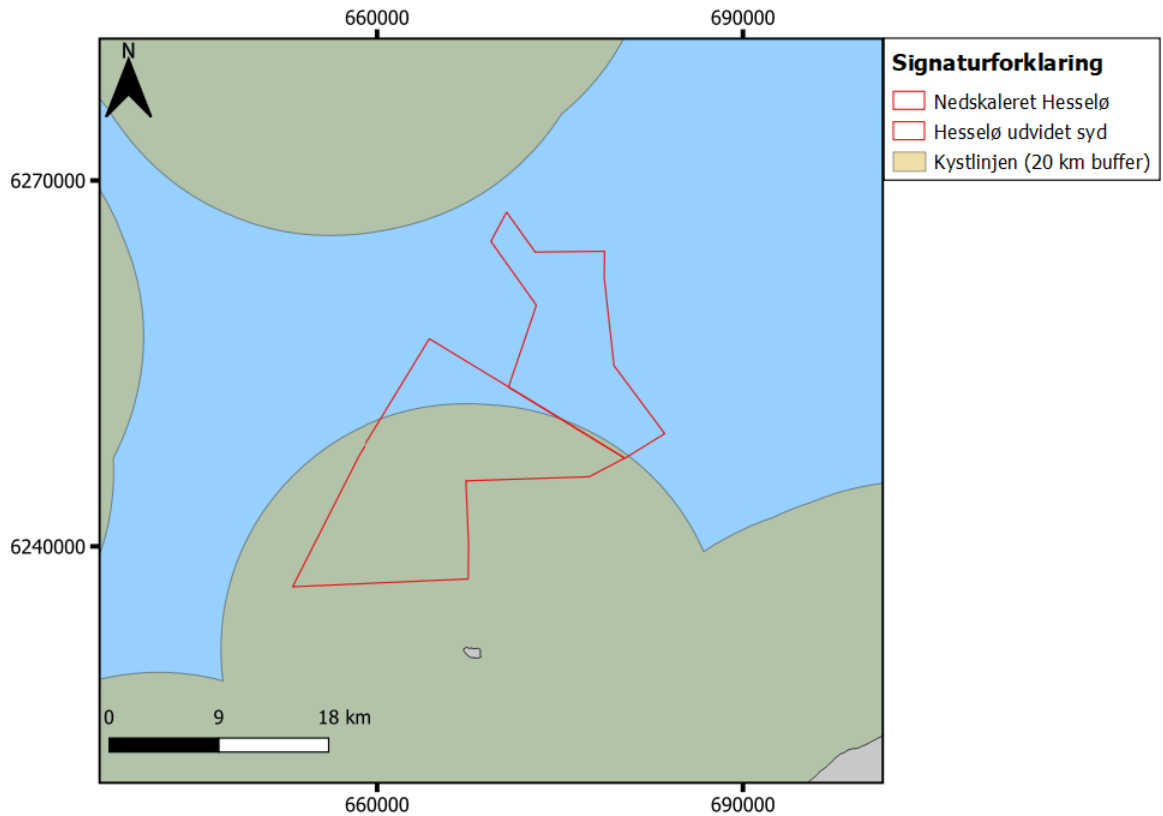 660000 690000
N
Signaturforklaring
Nedskaleret Hesselø
Hesselø udvidet syd
Kystlinjen (20 km buffer)
6270000
6240000
0 9 18 km
660000 690000